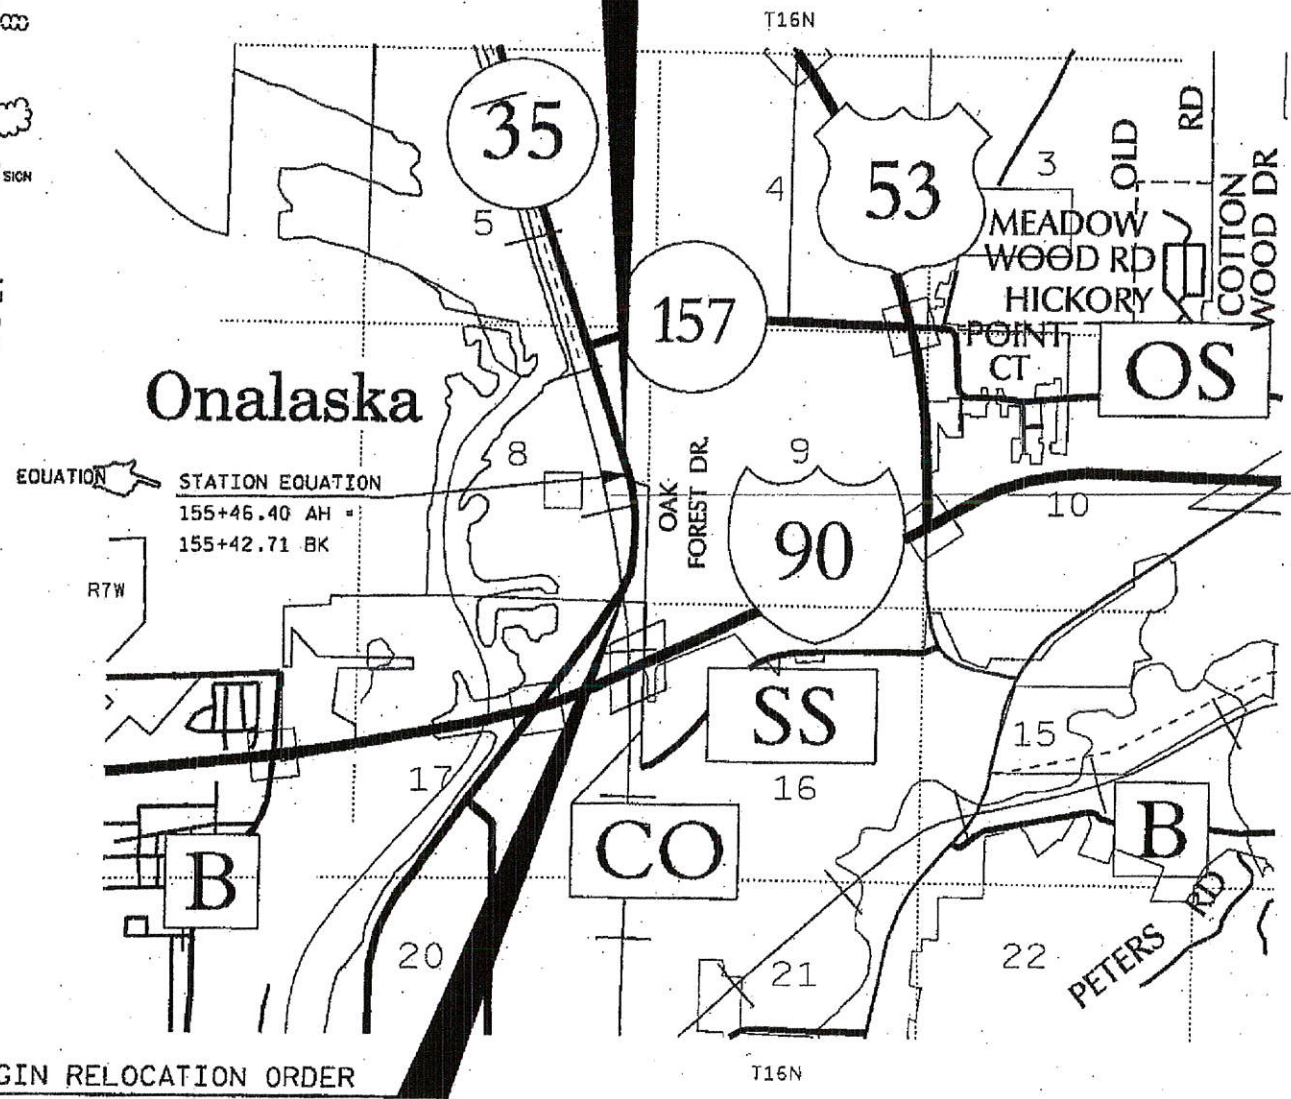 T16N
SIGN
35
53
3
OLD
RD
4
5
MEADOW
WOOD RD
HICKORY
POINT
CT
COTTON
WOOD DR
157
OS
Onalaska
8
9
10
EQUATION
STATION EQUATION
155+46.40 AH =
155+42.71 BK
OAK
FOREST DR.
90
R7W
SS
15
16
17
CO
B
B
PETERS RD
20
21
22
GIN RELOCATION ORDER
T16N